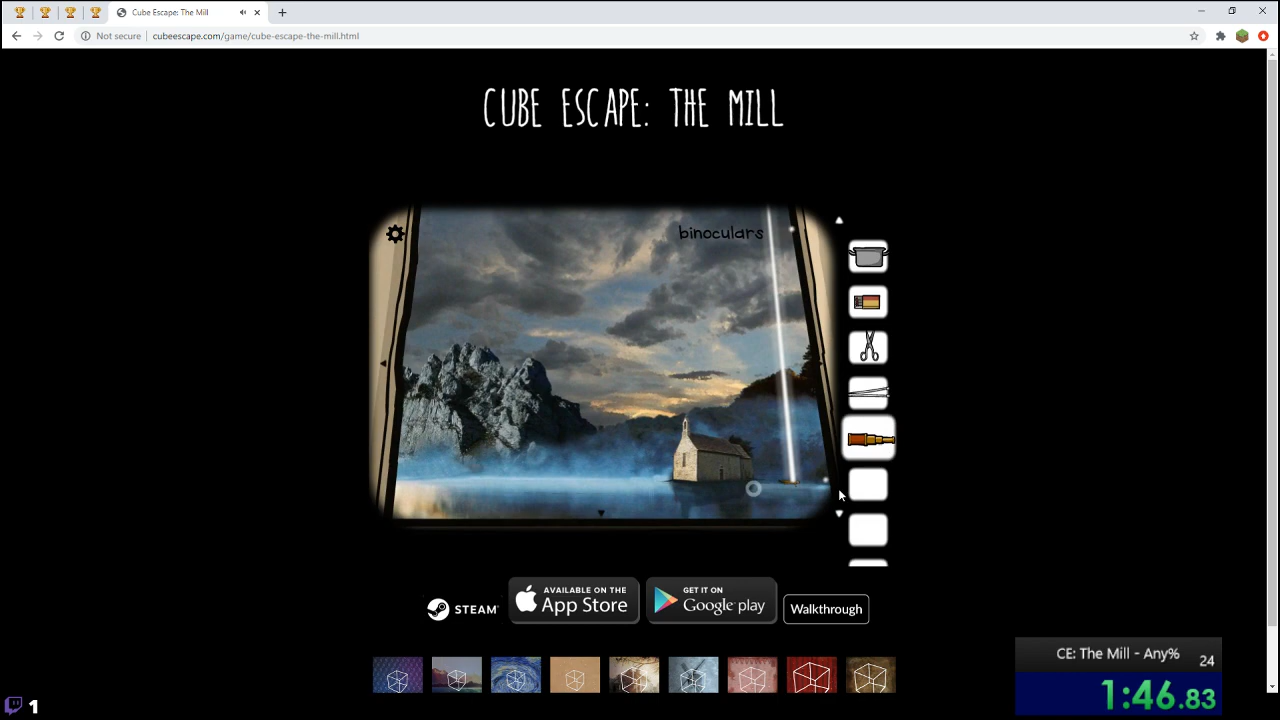 Cube Escape: The Mill
Not secure
cubeescape.com/game/cube-escape-the-mill.html
CUBE ESCAPE: THE MILL
binoculars
STEAM
AVAILABLE ON THE
App Store
GET IT ON
Google play
Walkthrough
CE: The Mill - Any% 24
1:46.83
1